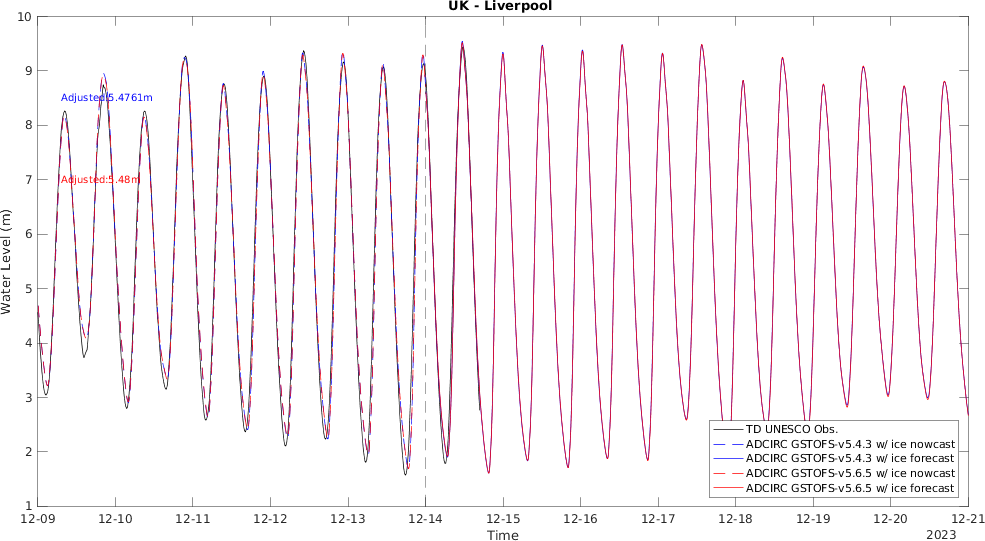 UK - Liverpool
10
9
8
7
6
5
4
3
2
1
Water Level (m)
Adjusted:5.4761m
Adjusted:5.48m
TD UNESCO Obs.
ADCIRC GSTOFS-v5.4.3 w/ ice nowcast
ADCIRC GSTOFS-v5.4.3 w/ ice forecast
ADCIRC GSTOFS-v5.6.5 w/ ice nowcast
ADCIRC GSTOFS-v5.6.5 w/ ice forecast
12-09 12-10 12-11 12-12 12-13 12-14 12-15 12-16 12-17 12-18 12-19 12-20 12-21
Time
2023